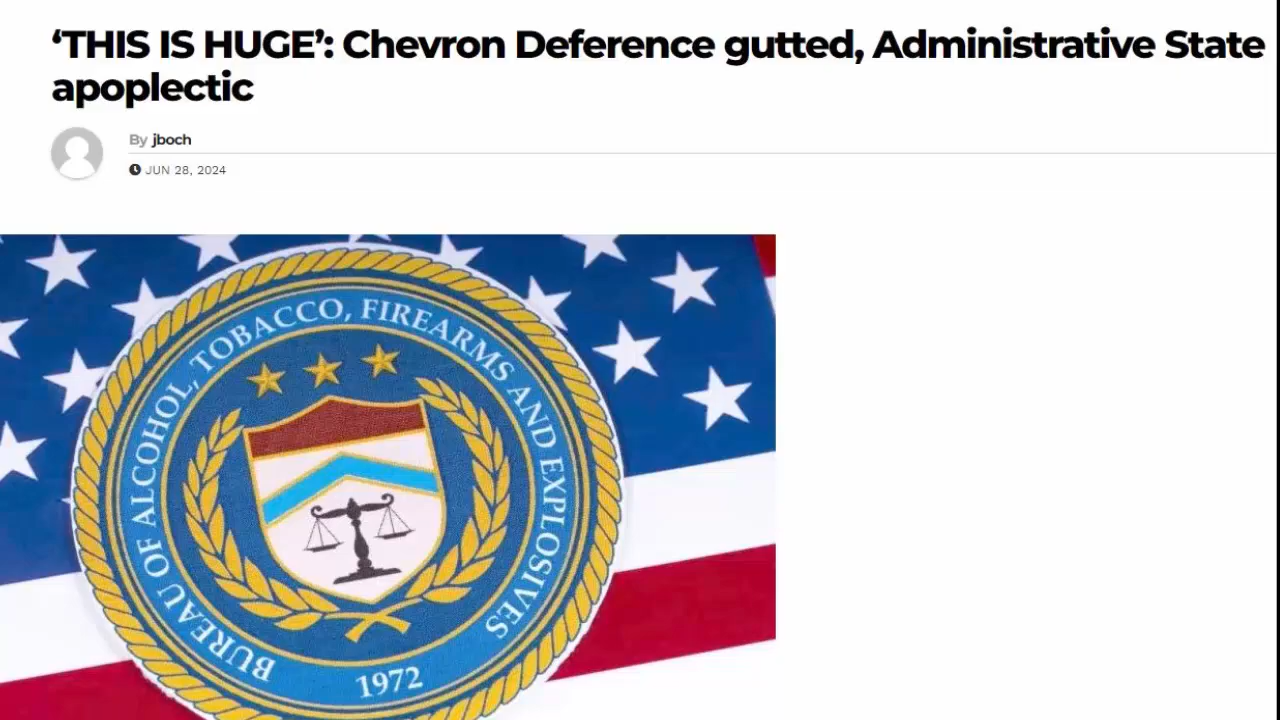 ‘THIS IS HUGE’: Chevron Deference gutted, Administrative State
apoplectic
By jboch
JUN 28, 2024
BUREAU OF ALCOHOL, TOBACCO, FIREARMS AND EXPLOSIVES
1972